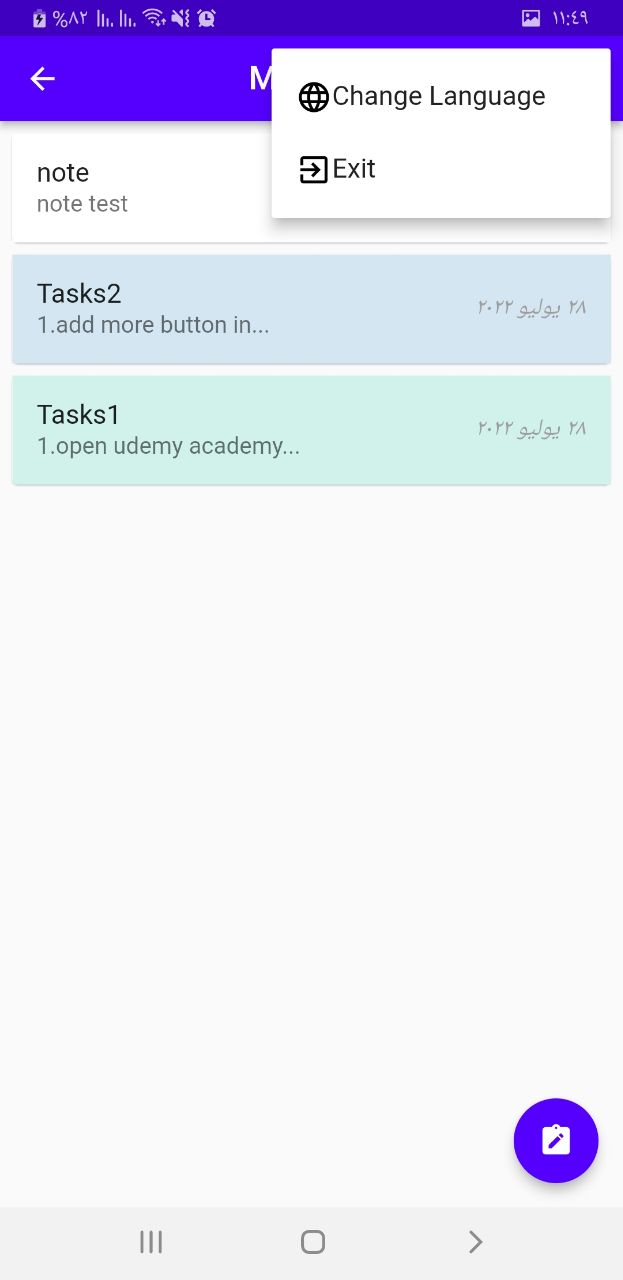 %٨٢
١١:٤٩
M
Change Language
Exit
note
note test
Tasks2
1.add more button in...
٢٨ يوليو ٢٠٢٢
Tasks1
1.open udemy academy...
٢٨ يوليو ٢٠٢٢